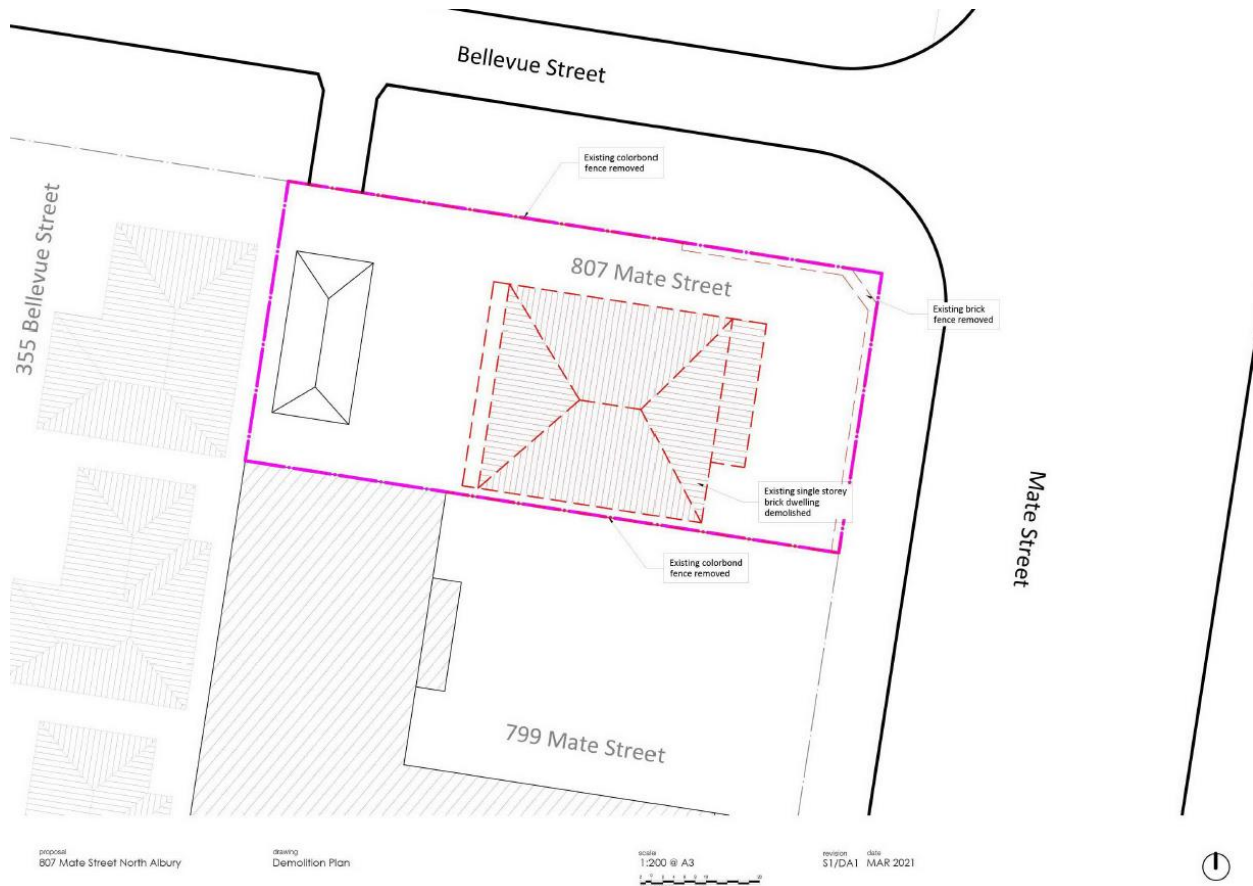 Bellevue Street
Existing colorbond
fence removed
355 Bellevue Street
807 Mate Street
Existing brick
fence removed
Existing single storey
brick dwelling
demolished
Mate Street
Existing colorbond
fence removed
799 Mate Street
proposal
807 Mate Street North Albury
drawing
Demolition Plan
scale
1:200 @ A3
revision
S1/DA1
date
MAR 2021